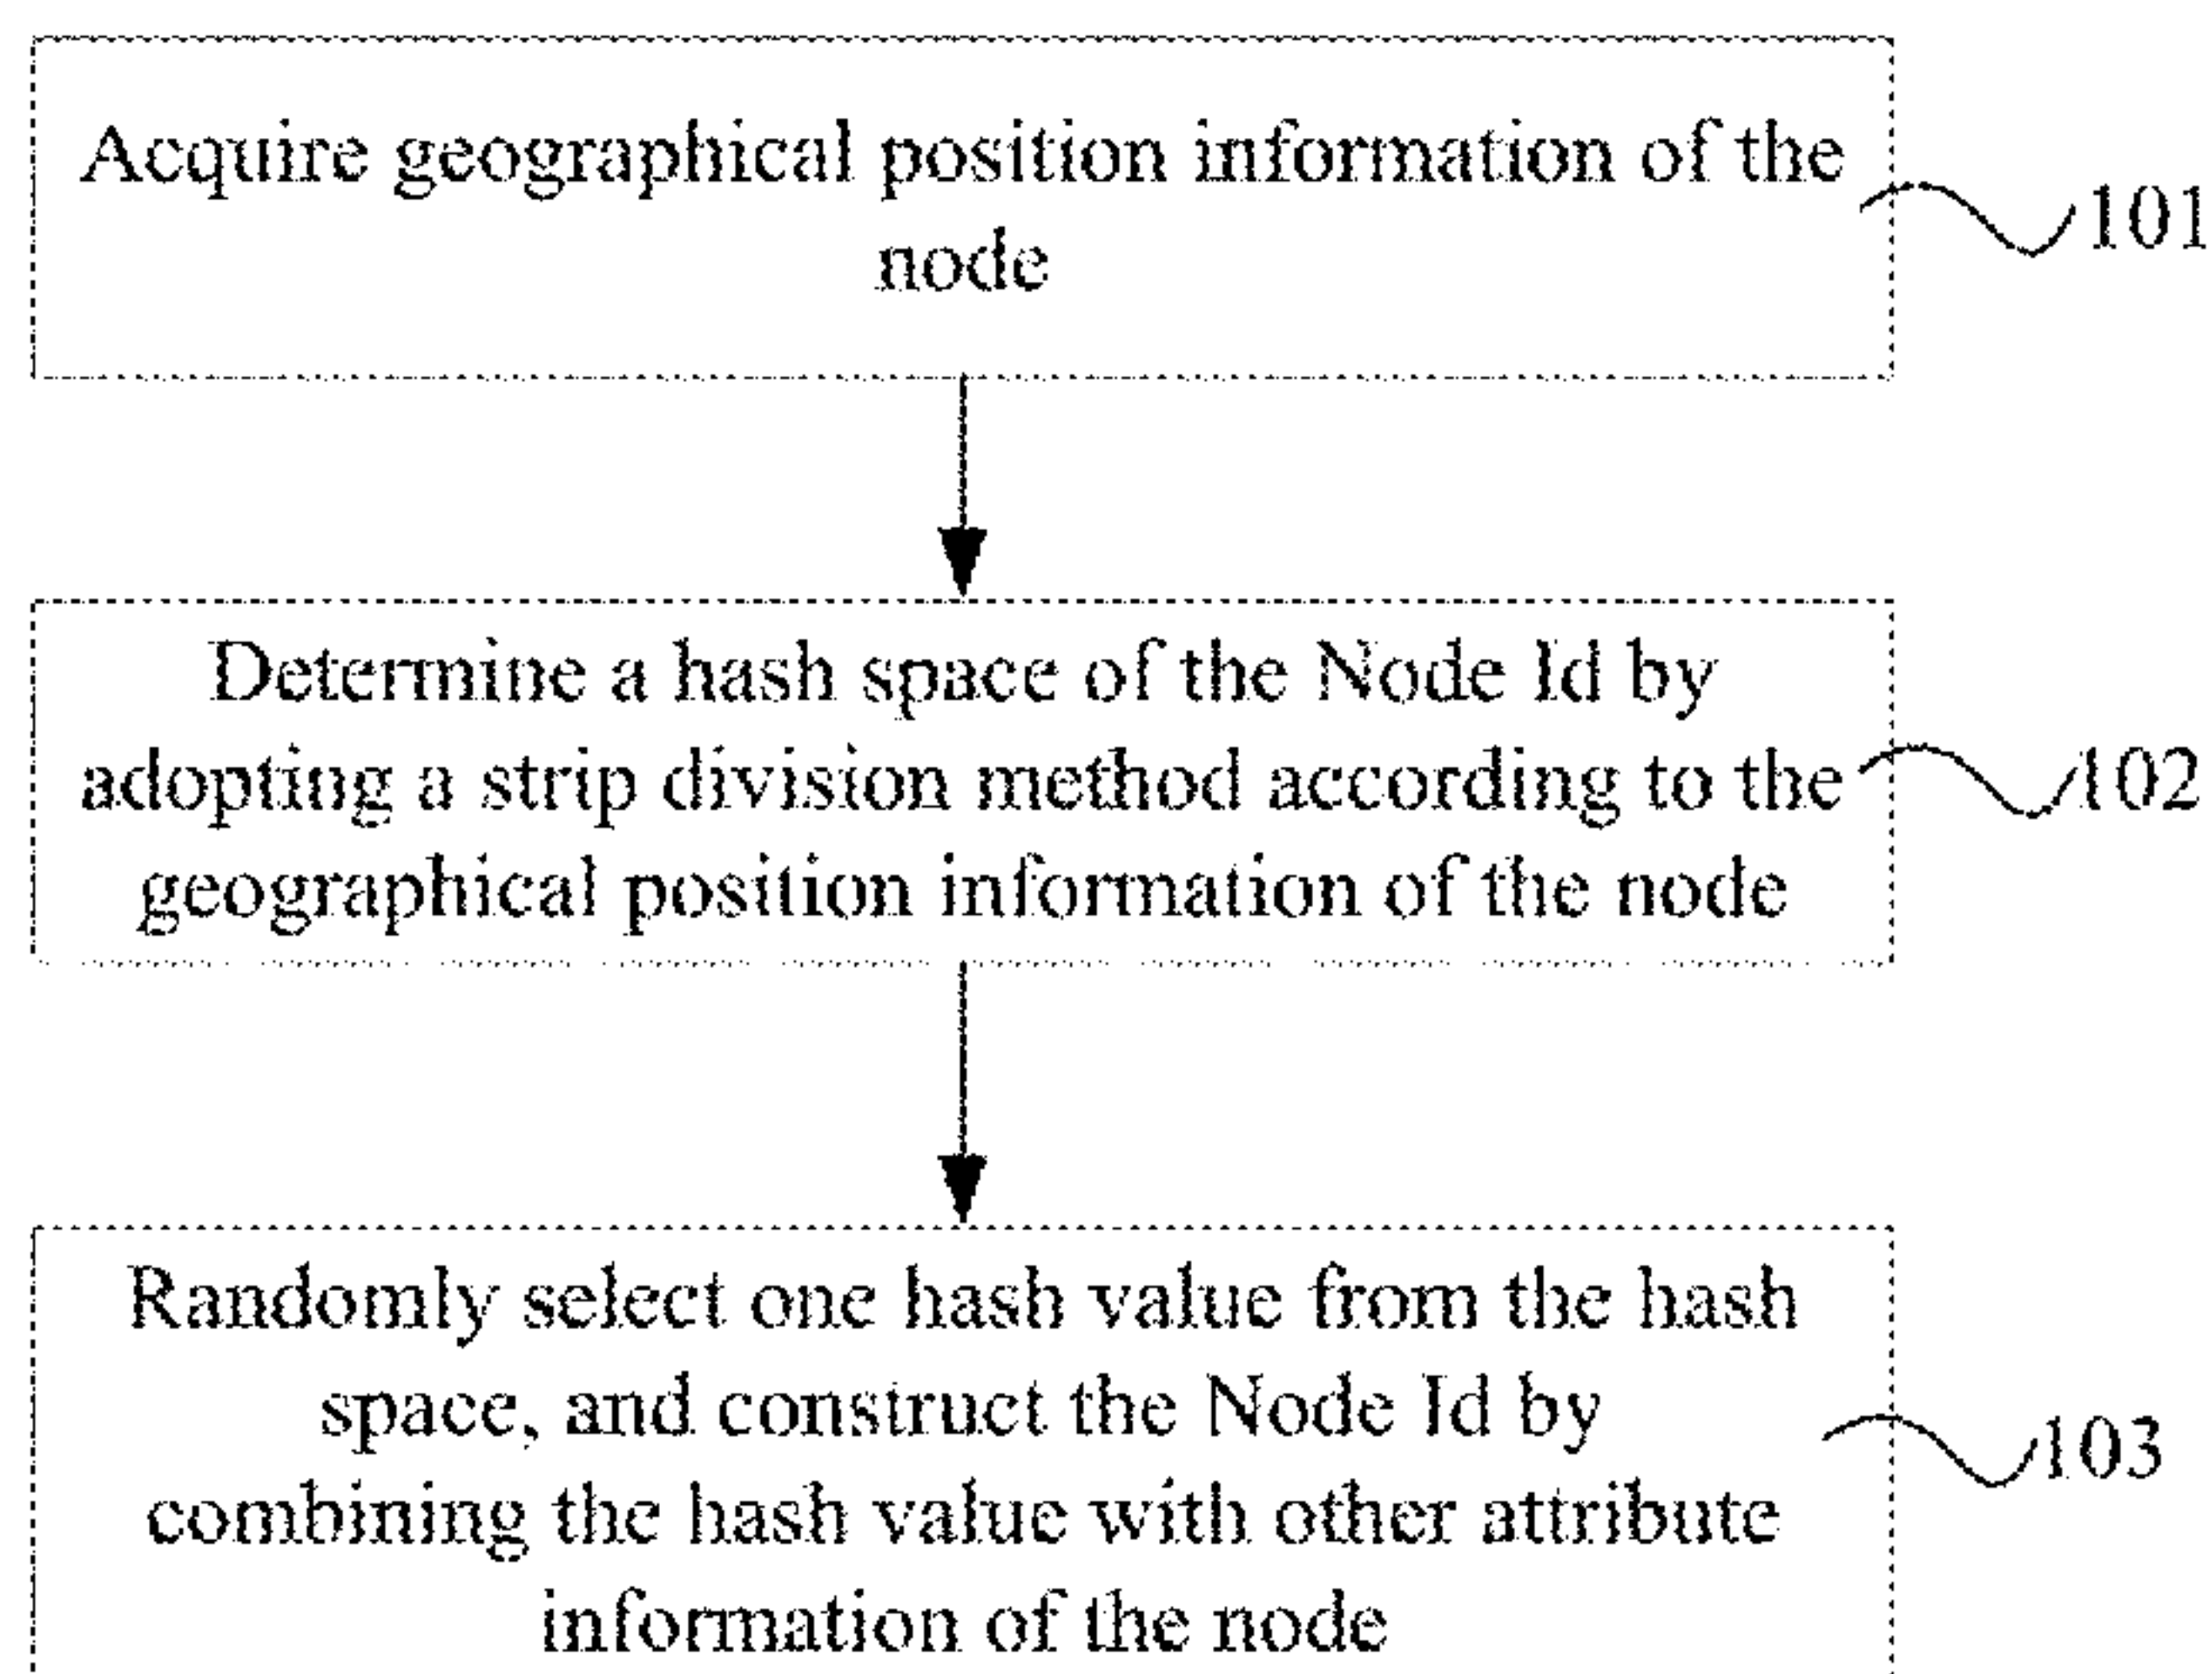 Acquire geographical position information of the
node
101
Determine a hash space of the Node Id by
adopting a strip division method according to the
geographical position information of the node
102
Randomly select one hash value from the hash
space, and construct the Node Id by
combining the hash value with other attribute
information of the node
103